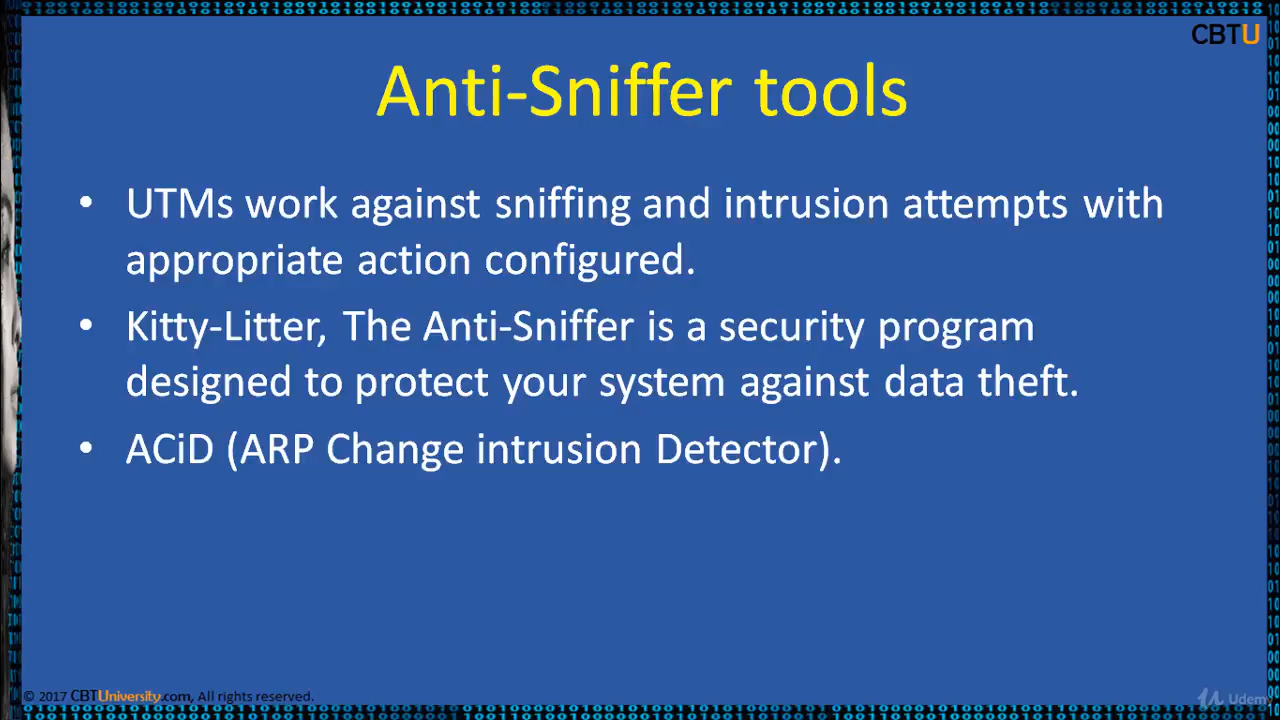 CBTU
Anti-Sniffer tools
• UTMs work against sniffing and intrusion attempts with
appropriate action configured.
• Kitty-Litter, The Anti-Sniffer is a security program
designed to protect your system against data theft.
• ACiD (ARP Change intrusion Detector).
© 2017 CBTUniversity.com, All rights reserved.
Udemy